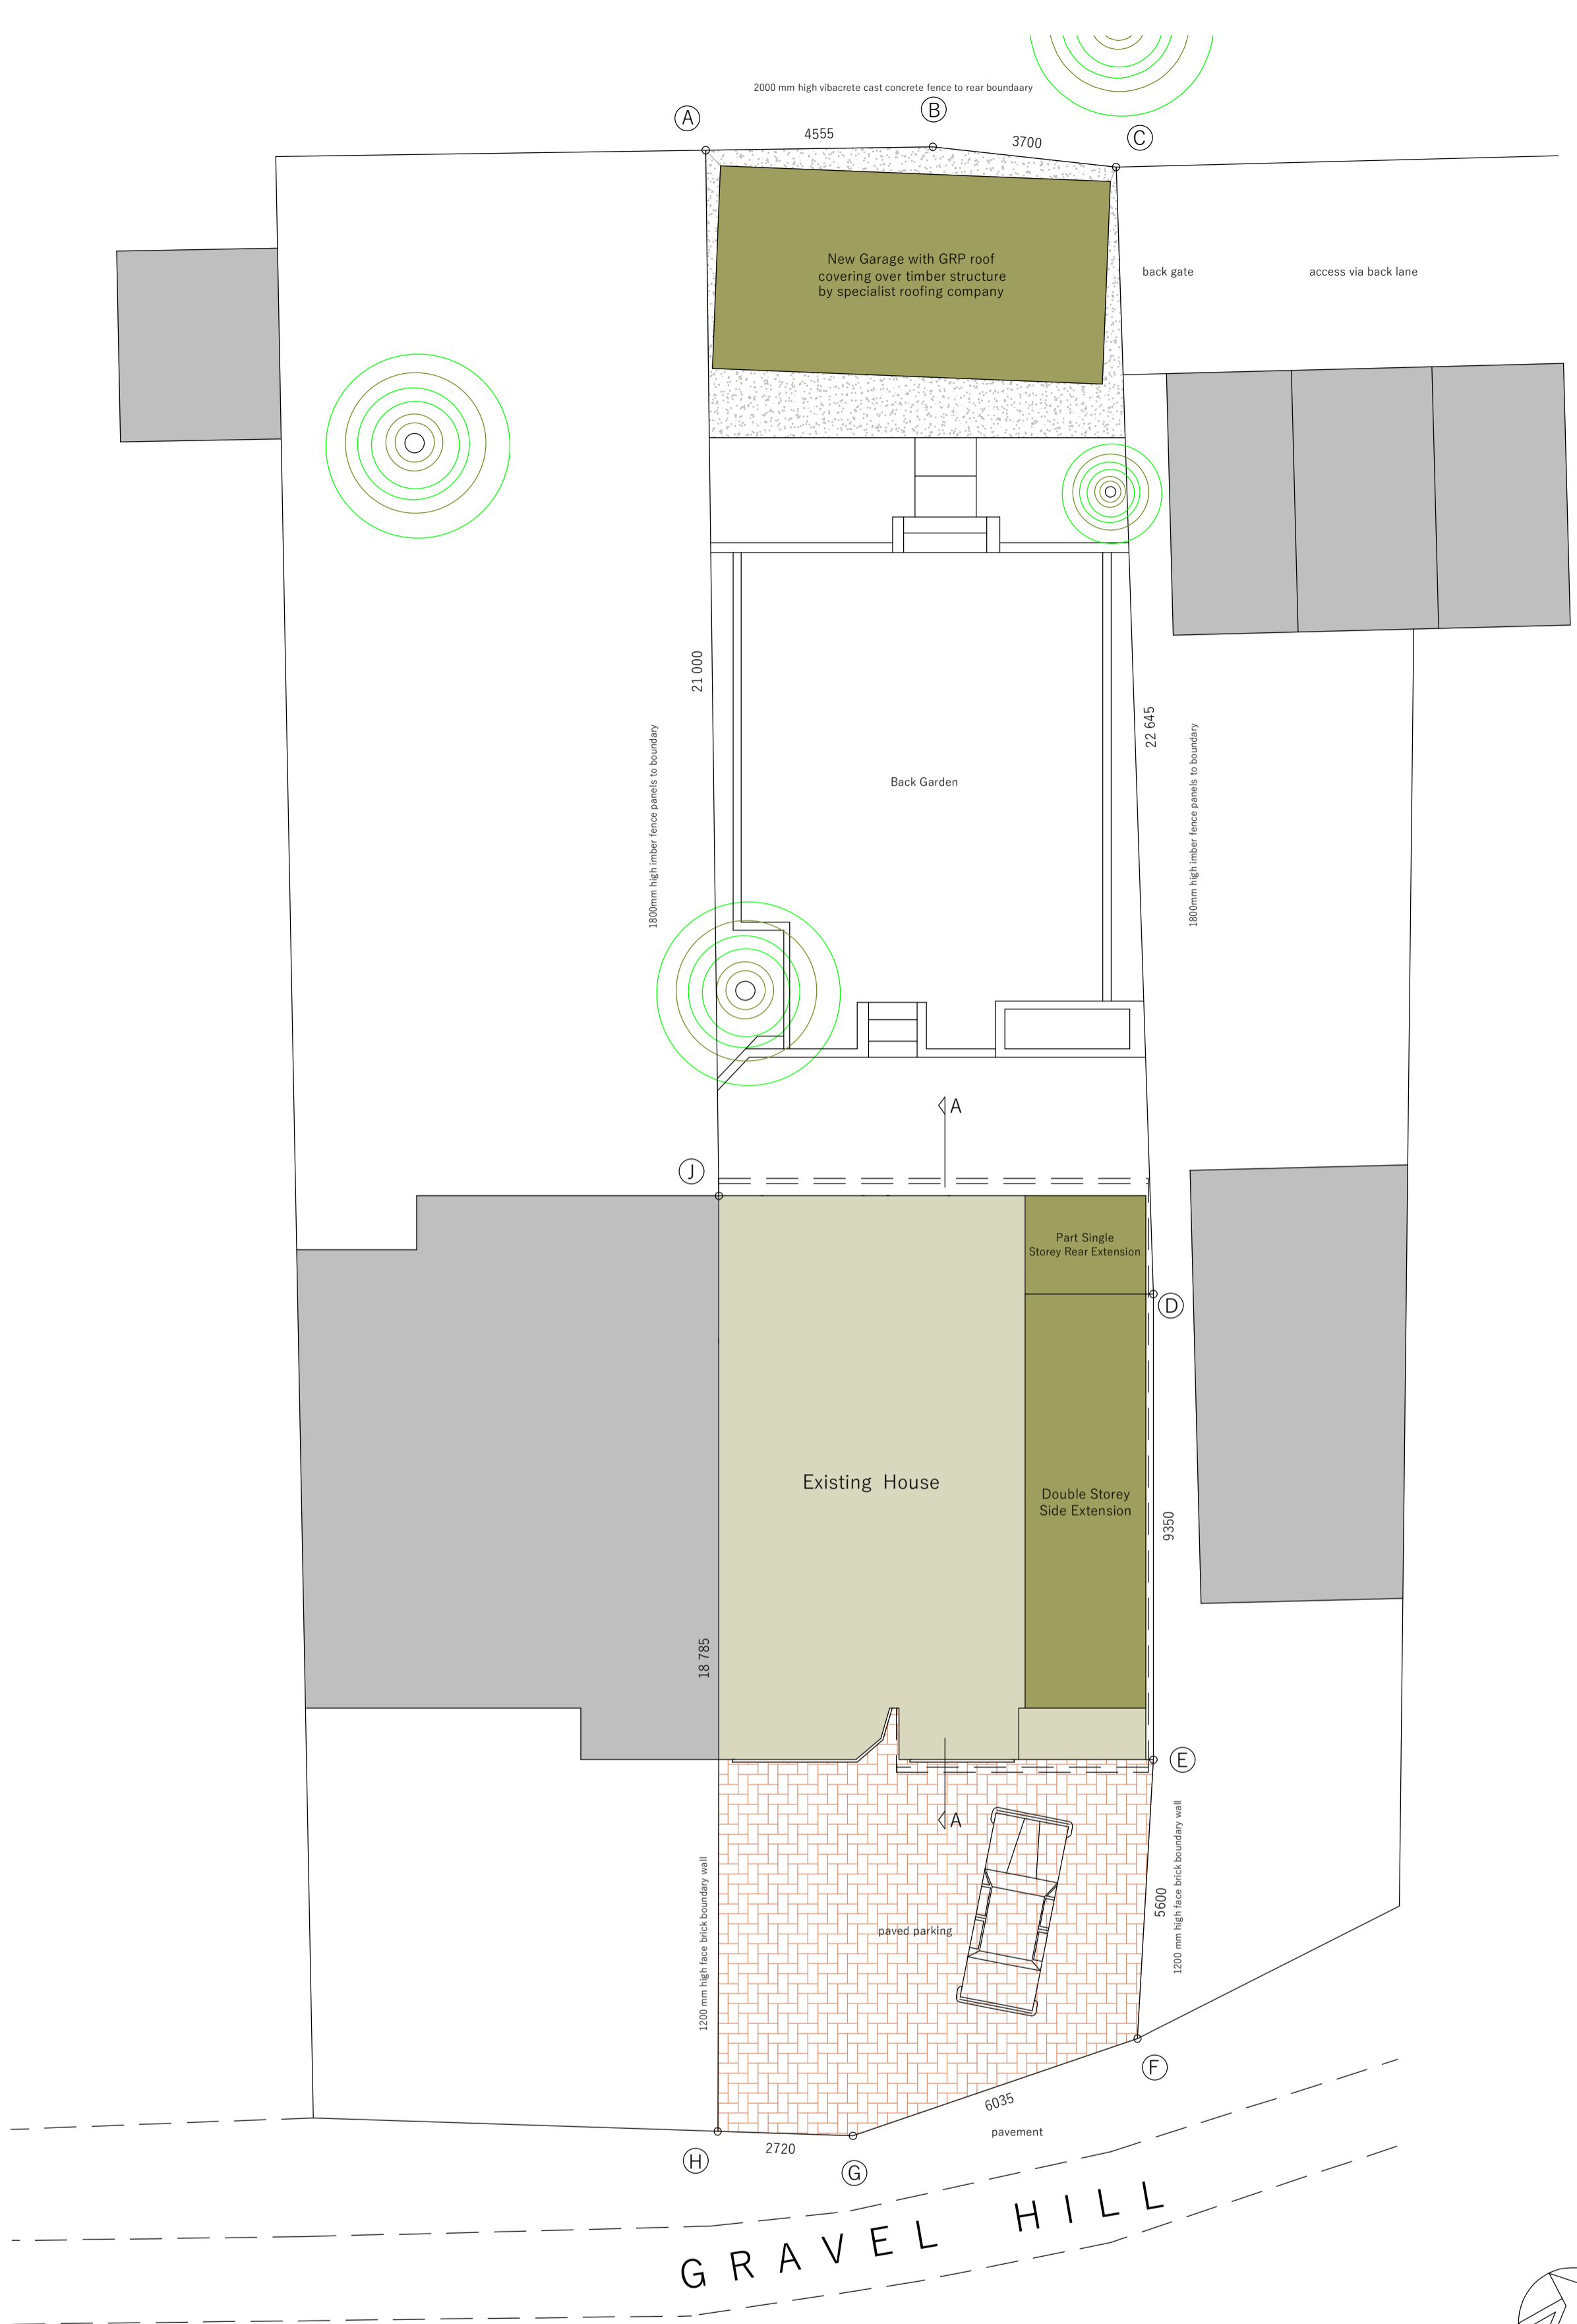 2000 mm high vibacrete cast concrete fence to rear boundaary
A
B
C
4555
3700
New Garage with GRP roof
covering over timber structure
by specialist roofing company
back gate
access via back lane
21 000
22 645
1800mm high imber fence panels to boundary
1800mm high imber fence panels to boundary
Back Garden
A
J
Part Single
Storey Rear Extension
D
Existing House
Double Storey
Side Extension
9350
18 785
E
A
1200 mm high face brick boundary wall
5600
1200 mm high face brick boundary wall
paved parking
F
6035
pavement
H
2720
G
GRAVEL HILL